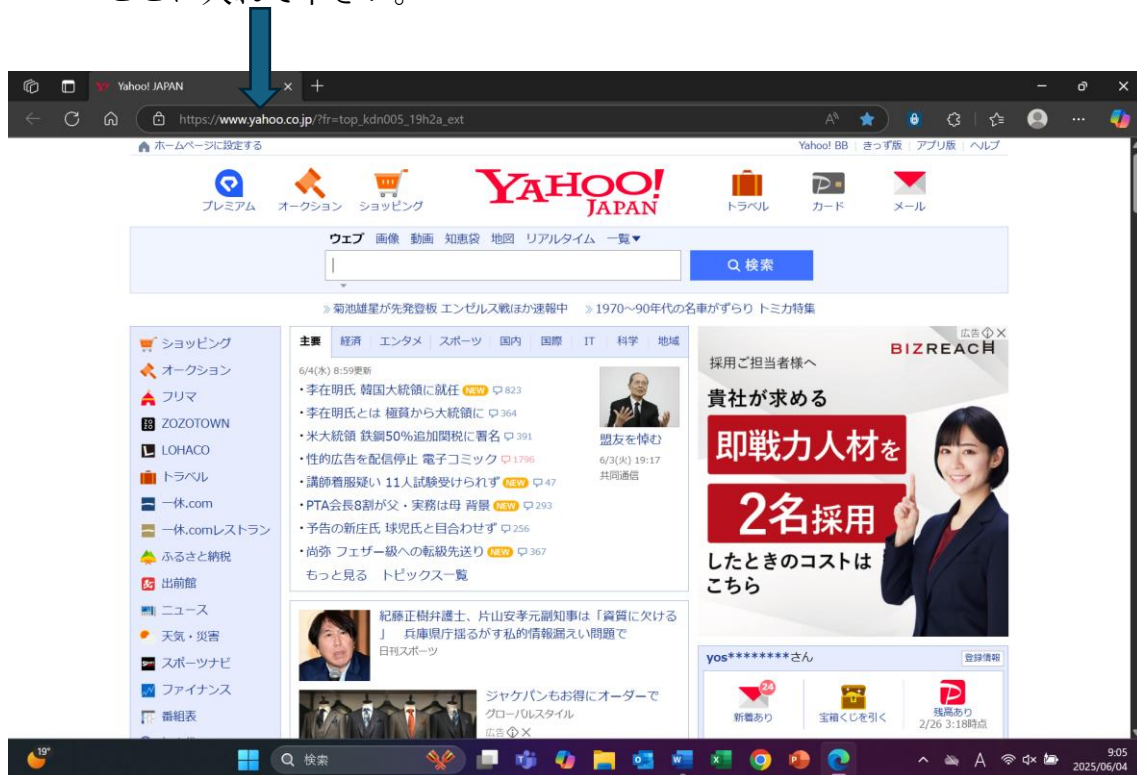 ここに入れて下さい。
Yahoo! JAPAN
https://www.yahoo.co.jp/?fr=top_kdn005_19h2a_ext
ホームページに設定する
Yahoo! BB
きっず版
アプリ版
ヘルプ
プレミアム
オークション
ショッピング
YAHOO!
JAPAN
トラベル
カード
メール
ウェブ 画像 動画 知恵袋 地図 リアルタイム 一覧▼
検索
»菊池雄星が先発登板 エンゼルス戦ほか速報中
»1970〜90年代の名車がずらり トミカ特集
ショッピング
オークション
フリマ
ZOZOTOWN
LOHACO
トラベル
一休.com
一休.comレストラン
ふるさと納税
出前館
ニュース
天気・災害
スポーツナビ
ファイナンス
番組表
主要 経済 エンタメ スポーツ 国内 国際 IT 科学 地域
6/4(水) 8:59更新
・李在明氏 韓国大統領に就任 NEW 823
・李在明氏とは 極貧から大統領に 364
・米大統領 鉄鋼50%追加関税に署名 391
・性的広告を配信停止 電子コミック 1796
・講師着服疑い 11人試験受けられず NEW 47
・PTA会長8割が父・実務は母 背景 NEW 293
・予告の新庄氏 球児氏と目合わせず 256
・尚弥 フェザー級への転級先送り NEW 367
もっと見る トピックス一覧
盟友を悼む
6/3(火) 19:17
共同通信
紀藤正樹弁護士、片山安孝元副知事は「資質に欠ける
」 兵庫県庁揺るがす私的情報漏えい問題で
日刊スポーツ
ジャケパンもお得にオーダーで
グローバルスタイル
広告
広告
BIZREACH
採用ご担当者様へ
貴社が求める
即戦力人材を
2名採用
したときのコストは
こちら
yos********さん
登録情報
24
新着あり
宝箱くじを引く
残高あり
2/26 3:18時点
19°
検索
A
9:05
2025/06/04